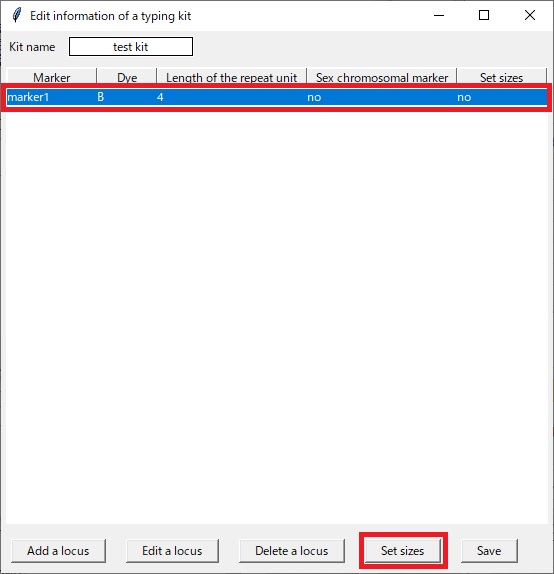 Edit information of a typing kit
Kit name test kit
Marker Dye Length of the repeat unit Sex chromosomal marker Set sizes
marker1 B 4 no no
Add a locus Edit a locus Delete a locus Set sizes Save